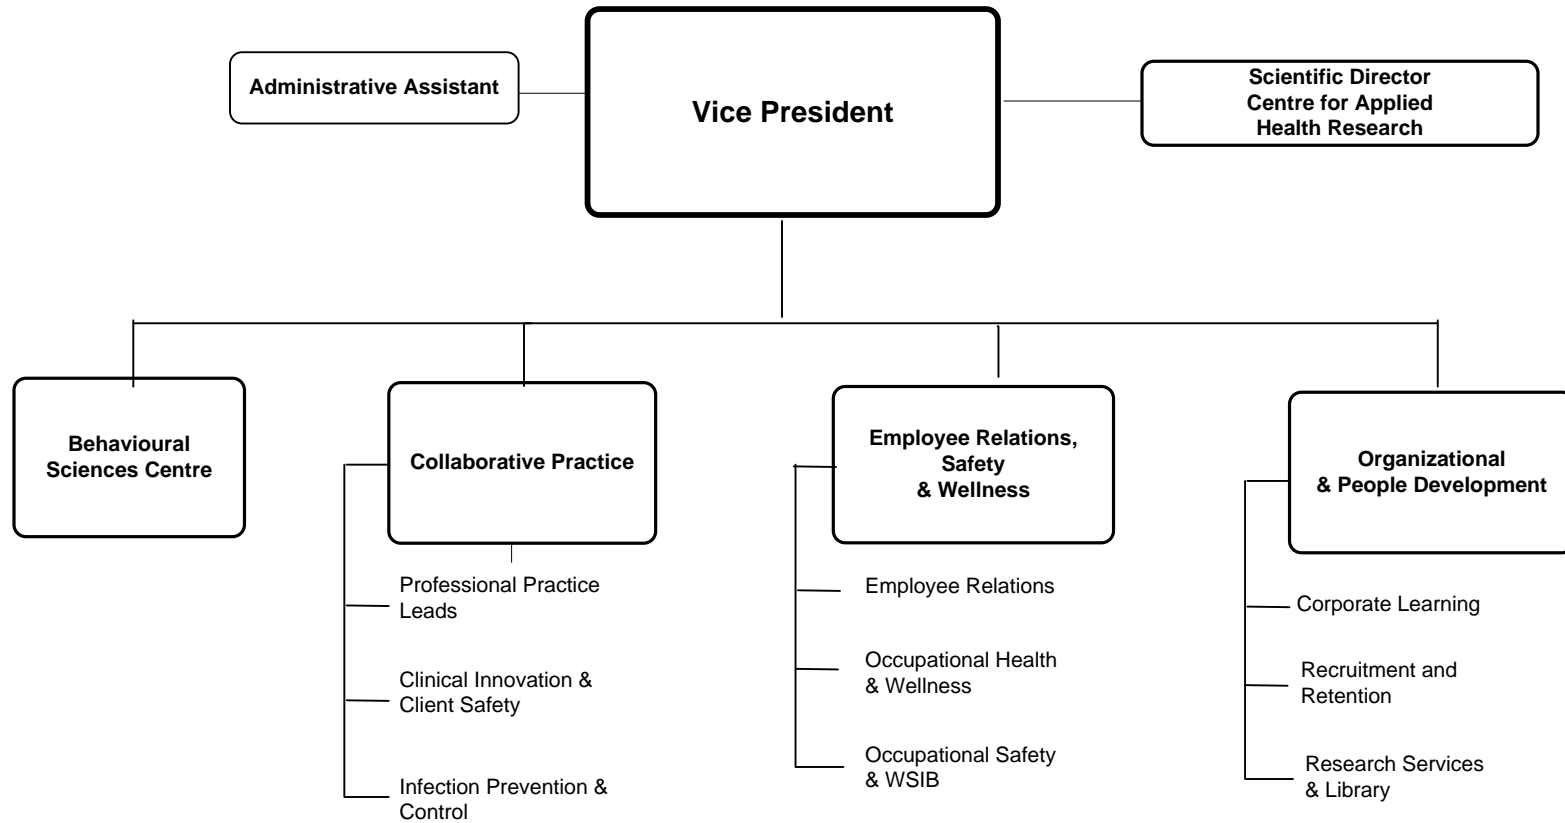 Administrative Assistant
Vice President
Scientific Director
Centre for Applied
Health Research
Behavioural
Sciences Centre
Collaborative Practice
Professional Practice
Leads
Clinical Innovation &
Client Safety
Infection Prevention &
Control
Employee Relations,
Safety
& Wellness
Employee Relations
Occupational Health
& Wellness
Occupational Safety
& WSIB
Organizational
& People Development
Corporate Learning
Recruitment and
Retention
Research Services
& Library